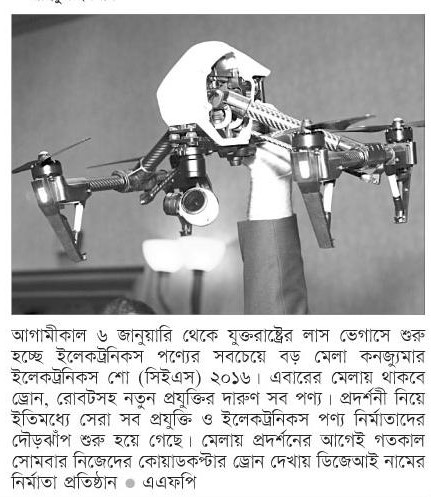 আগামীকাল ৬ জানুয়ারি থেকে যুক্তরাষ্ট্রের লাস ভেগাসে শুরু
হচ্ছে ইলেকট্রনিকস পণ্যের সবচেয়ে বড় মেলা কনজ্যুমার
ইলেকট্রনিকস শো (সিইএস) ২০১৬। এবারের মেলায় থাকবে
ড্রোন, রোবটসহ নতুন প্রযুক্তির দারুণ সব পণ্য। প্রদর্শনী নিয়ে
ইতিমধ্যে সেরা সব প্রযুক্তি ও ইলেকট্রনিকস পণ্য নির্মাতাদের
দৌড়ঝাঁপ শুরু হয়ে গেছে। মেলায় প্রদর্শনের আগেই গতকাল
সোমবার নিজেদের কোয়াডকপ্টার ড্রোন দেখায় ডিজেআই নামের
নির্মাতা প্রতিষ্ঠান ● এএফপি